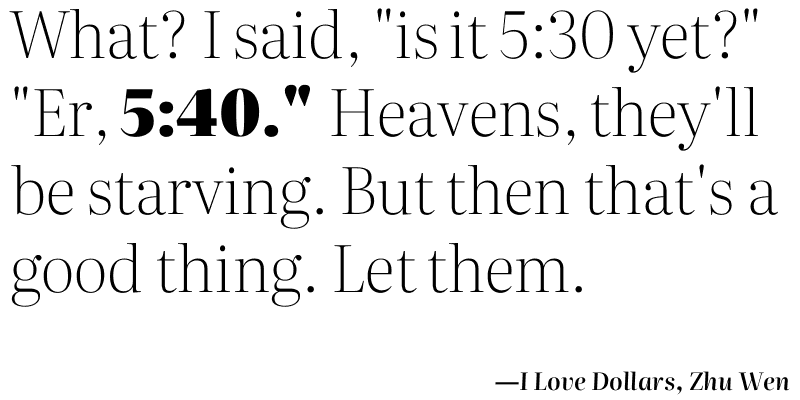 What? I said, "is it 5:30 yet?"
"Er, 5:40." Heavens, they'll
be starving. But then that's a
good thing. Let them.
—I Love Dollars, Zhu Wen